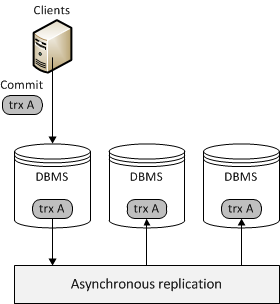 Clients
Commit
trx A
DBMS DBMS DBMS
trx A trx A trx A
Asynchronous replication